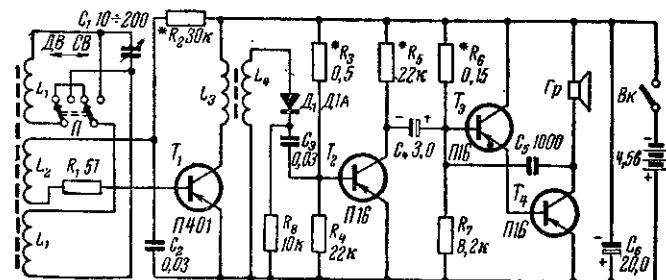 C₁ 10÷200
*R₂ 30к
ДВ СВ
L₁
П
L₂
R₁ 51
L₁
T₁
П401
C₂
0,03
L₃
L₄
Д₁ Д1А
C₃
0,03
R₈
10к
*R₃
0,5
T₂
П16
R₄
22к
*R₅
22к
- +
C₄ 3,0
*R₆
0,15
T₃
П16
C₅ 1000
R₇
8,2к
T₄
П16
Гр
Вк
-
4,5б
+
-
+
C₆
20,0